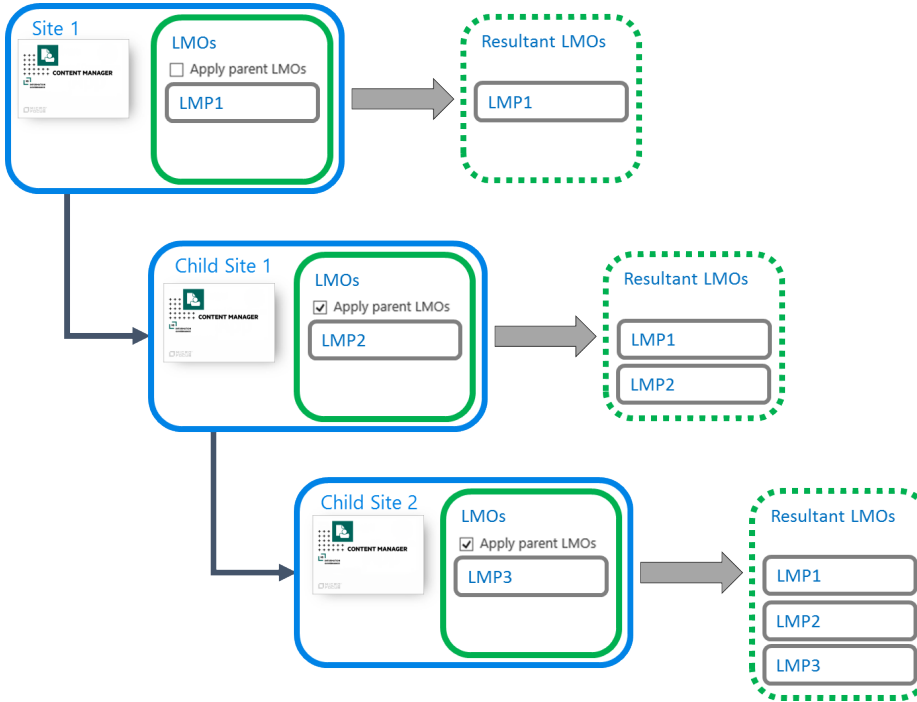 Site 1
CONTENT MANAGER
LMOs
Apply parent LMOs
LMP1
Resultant LMOs
LMP1
Child Site 1
CONTENT MANAGER
LMOs
Apply parent LMOs
LMP2
Resultant LMOs
LMP1
LMP2
Child Site 2
CONTENT MANAGER
LMOs
Apply parent LMOs
LMP3
Resultant LMOs
LMP1
LMP2
LMP3